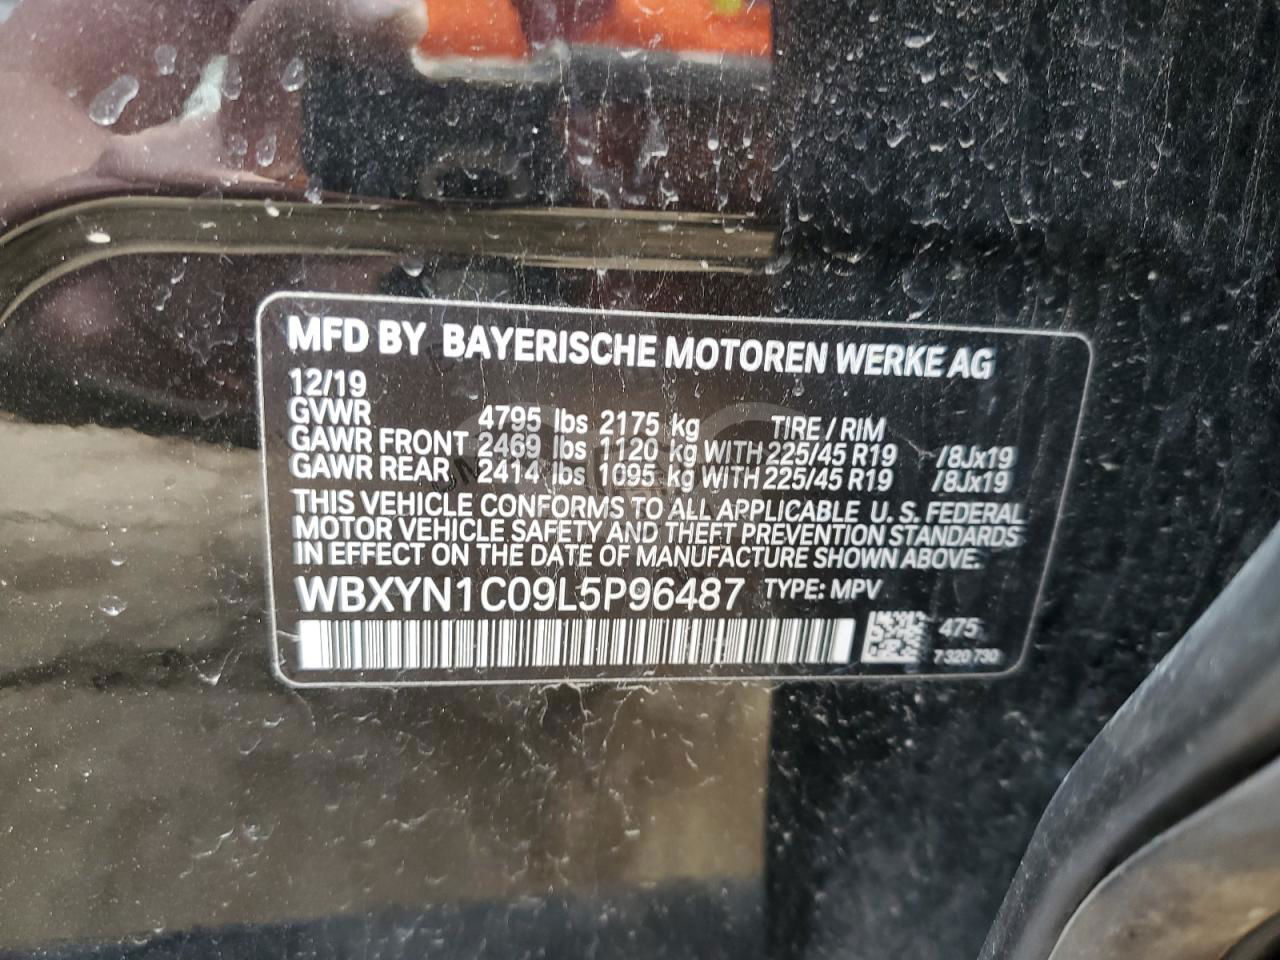 MFD BY BAYERISCHE MOTOREN WERKE AG
12/19
GVWR 4795 lbs 2175 kg TIRE / RIM
GAWR FRONT 2469 lbs 1120 kg WITH 225/45 R19 /8Jx19
GAWR REAR 2414 lbs 1095 kg WITH 225/45 R19 /8Jx19
THIS VEHICLE CONFORMS TO ALL APPLICABLE U.S. FEDERAL
MOTOR VEHICLE SAFETY AND THEFT PREVENTION STANDARDS
IN EFFECT ON THE DATE OF MANUFACTURE SHOWN ABOVE.
WBXYN1C09L5P96487 TYPE: MPV
475
7 320 730